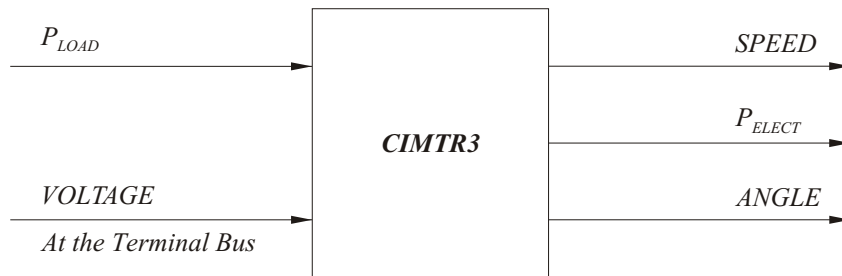 P_LOAD
SPEED
P_ELECT
CIMTR3
VOLTAGE
At the Terminal Bus
ANGLE